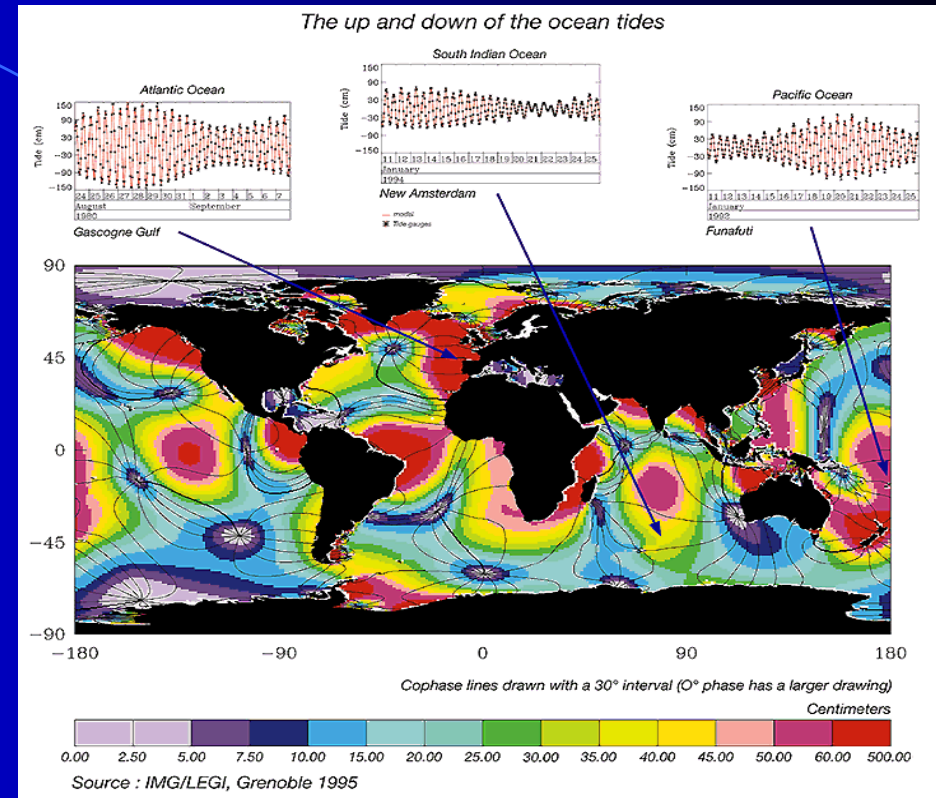 The up and down of the ocean tides
Atlantic Ocean
150
90
30
−30
−90
−150
Tide (cm)
24 25 26 27 28 29 30 31 1 2 3 4 5 6 7
August September
1980
Gascogne Gulf
South Indian Ocean
150
90
30
−30
−90
−150
Tide (cm)
11 12 13 14 15 16 17 18 19 20 21 22 23 24 25
January
1994
New Amsterdam
model
Tide gauges
Pacific Ocean
150
90
30
−30
−90
−150
Tide (cm)
11 12 13 14 15 16 17 18 19 20 21 22 23 24 25
January
1992
Funafuti
90
45
0
−45
−90
−180 −90 0 90 180
Cophase lines drawn with a 30° interval (O° phase has a larger drawing)
Centimeters
0.00 2.50 5.00 7.50 10.00 15.00 20.00 25.00 30.00 35.00 40.00 45.00 50.00 60.00 500.00
Source : IMG/LEGI, Grenoble 1995